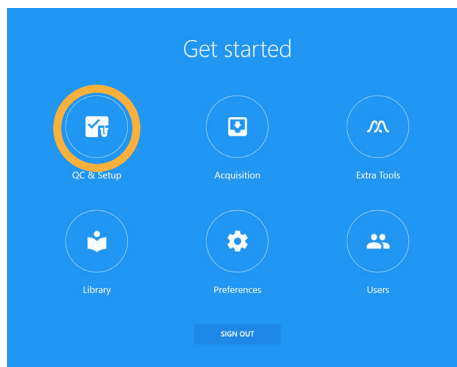 Get started
QC & Setup
Acquisition
Extra Tools
Library
Preferences
Users
SIGN OUT